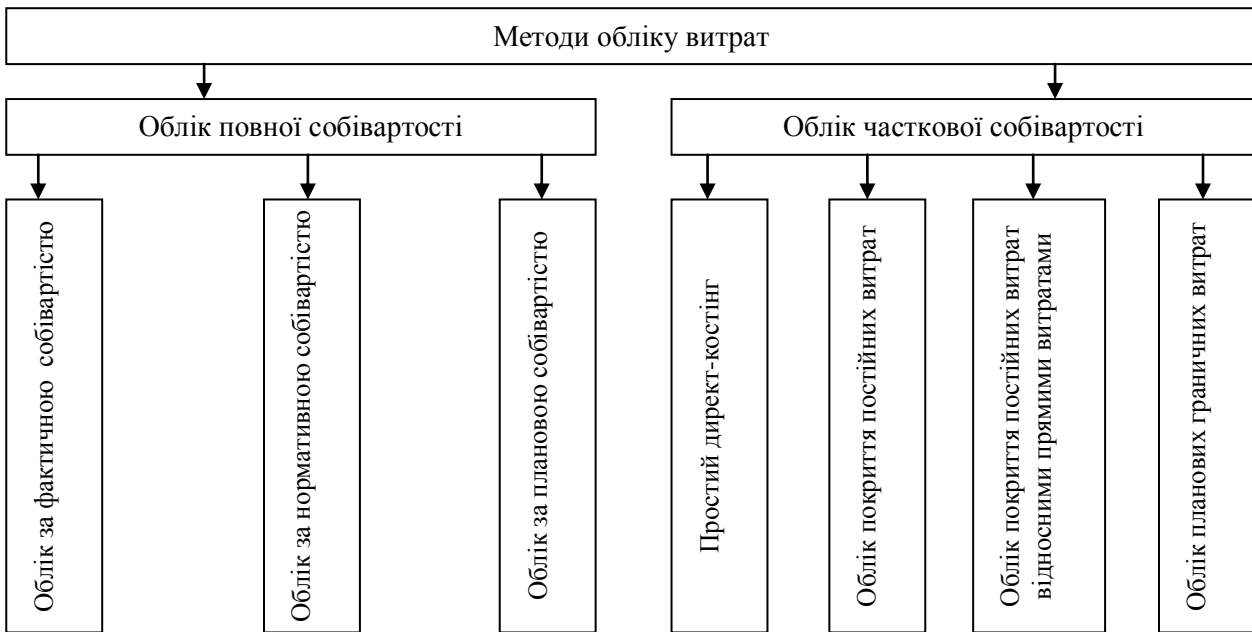 Методи обліку витрат
Облік повної собівартості
Облік часткової собівартості
Облік за фактичною собівартістю
Облік за нормативною собівартістю
Облік за плановою собівартістю
Простий директ-костінг
Облік покриття постійних витрат
Облік покриття постійних витрат
відносними прямими витратами
Облік планових граничних витрат